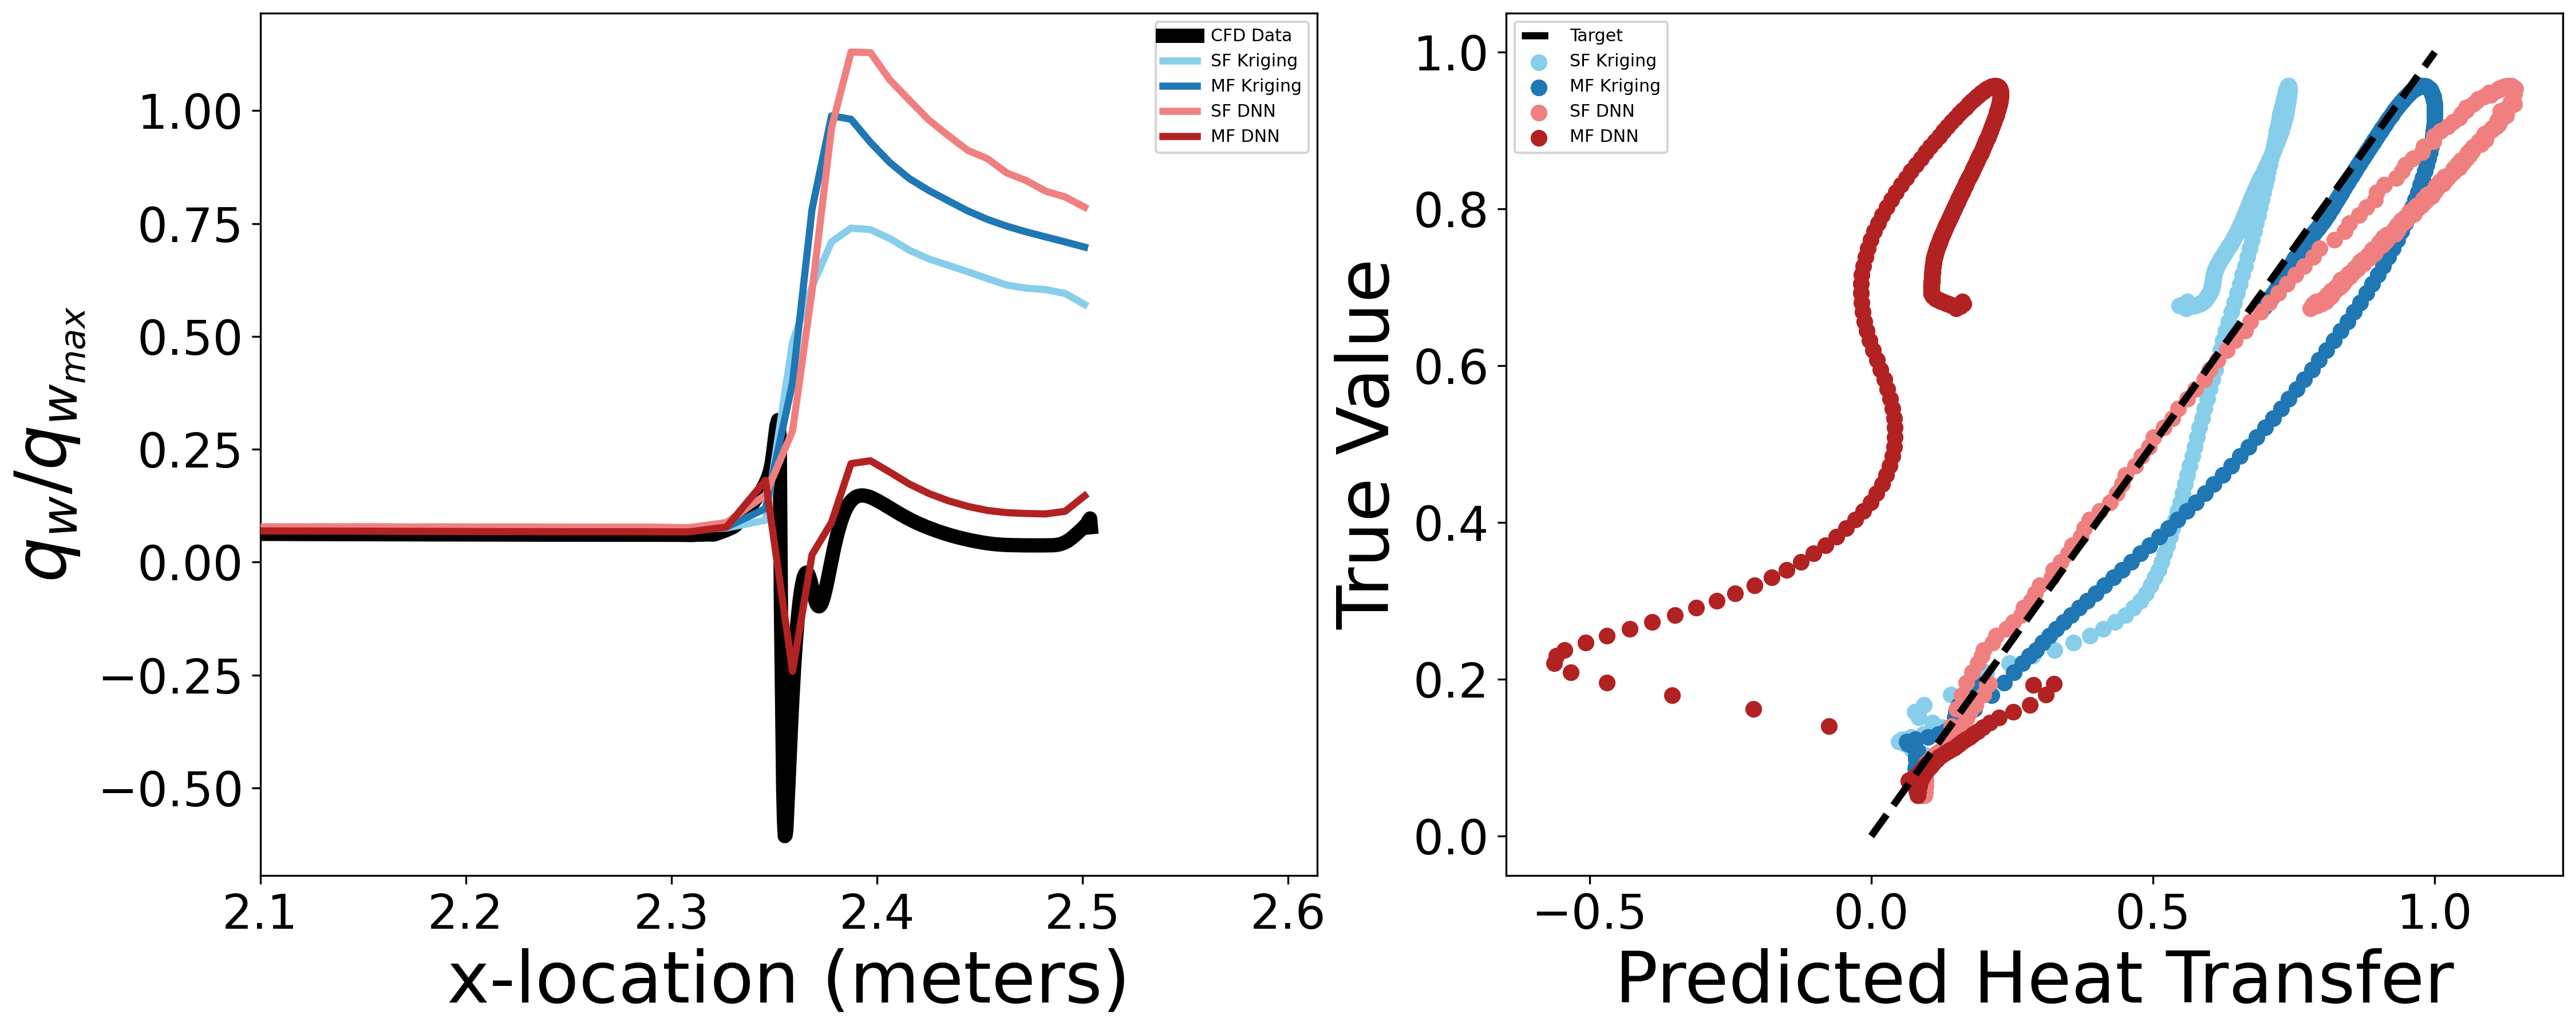 CFD Data
SF Kriging
MF Kriging
SF DNN
MF DNN
1.00
0.75
0.50
0.25
0.00
−0.25
−0.50
q_w/q_{w_{max}}
2.1 2.2 2.3 2.4 2.5 2.6
x-location (meters)
Target
SF Kriging
MF Kriging
SF DNN
MF DNN
1.0
0.8
0.6
0.4
0.2
0.0
True Value
−0.5 0.0 0.5 1.0
Predicted Heat Transfer